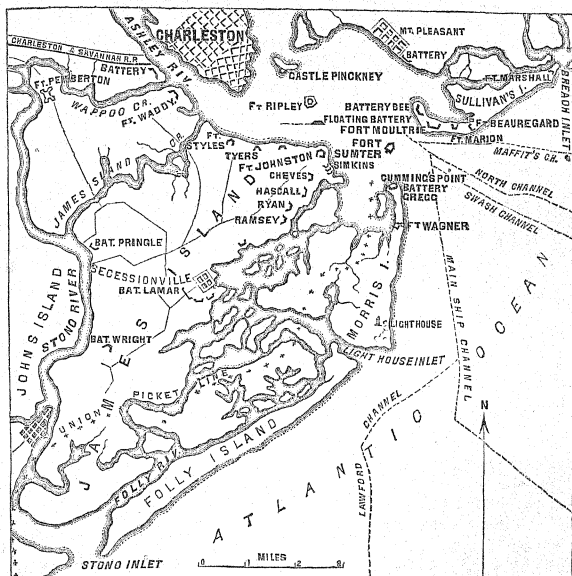 CHARLESTON
ASHLEY RIV.
MT. PLEASANT
BATTERY
CHARLESTON & SAVANNAH R.R.
BATTERY
FT. PEMBERTON
CASTLE PINCKNEY
FT. MARSHALL
SULLIVAN'S I.
BREACH INLET
WAPPOO CR.
FT. WADDY
FT RIPLEY
BATTERY BEE
FLOATING BATTERY
FORT MOULTRIE
FT. BEAUREGARD
FT. MARION
MAFFIT'S CH.
FT. STYLES
TYERS
FT JOHNSTON
FORT SUMTER
SIMKINS
CHEVES
HASCALL
RYAN
RAMSEY
JAMES ISLAND CR.
CUMMINGS POINT
BATTERY GREGG
NORTH CHANNEL
SWASH CHANNEL
FT WAGNER
BAT. PRINGLE
SECESSIONVILLE
BAT. LAMAR
JAMES ISLAND
MORRIS I.
MAIN SHIP CHANNEL
ATLANTIC OCEAN
JOHNS ISLAND
STONO RIVER
BAT. WRIGHT
LIGHT HOUSE
LIGHT HOUSE INLET
UNION PICKET LINE
LAWFORD CHANNEL
N
FOLLY RIV.
FOLLY ISLAND
STONO INLET
MILES
0 1 2 3